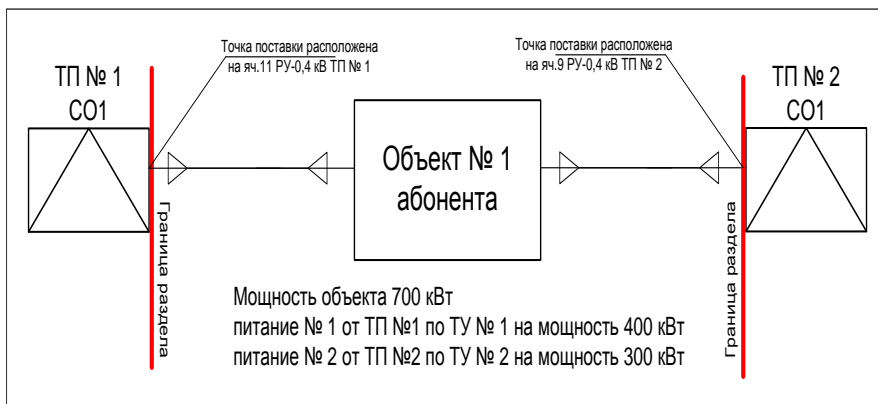 Точка поставки расположена
на яч.11 РУ-0,4 кВ ТП № 1
Точка поставки расположена
на яч.9 РУ-0,4 кВ ТП № 2
ТП № 1
СО1
ТП № 2
СО1
Объект № 1
абонента
Граница раздела
Граница раздела
Мощность объекта 700 кВт
питание № 1 от ТП №1 по ТУ № 1 на мощность 400 кВт
питание № 2 от ТП №2 по ТУ № 2 на мощность 300 кВт